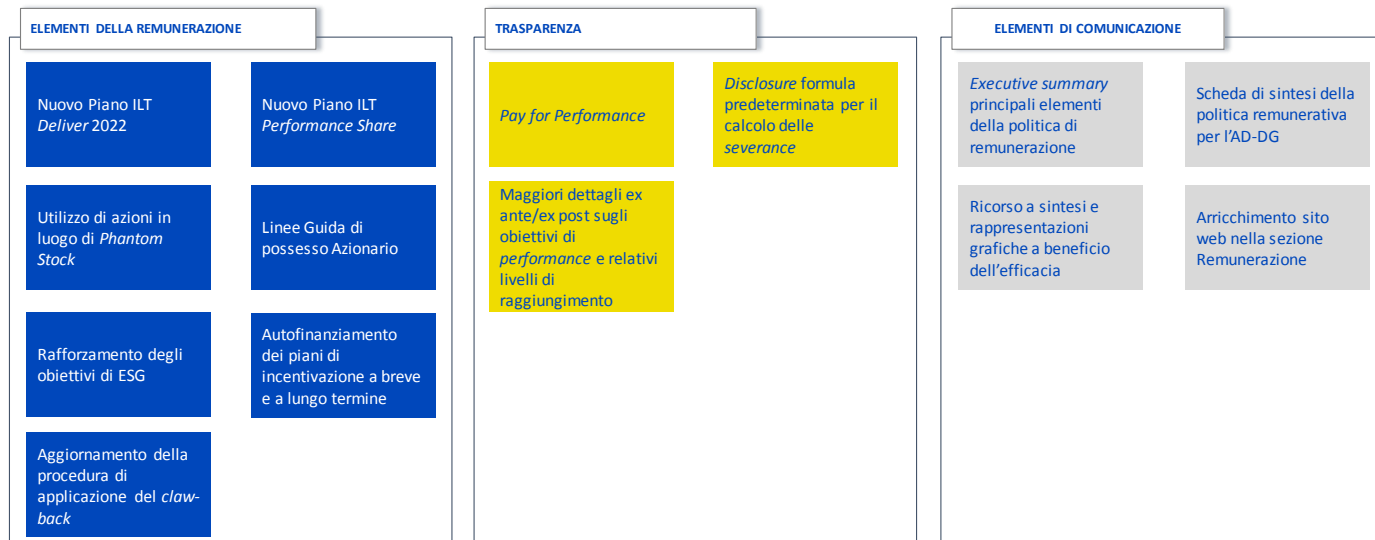 ELEMENTI DELLA REMUNERAZIONE
Nuovo Piano ILT
Deliver 2022
Nuovo Piano ILT
Performance Share
Utilizzo di azioni in
luogo di Phantom
Stock
Linee Guida di
possesso Azionario
Rafforzamento degli
obiettivi di ESG
Autofinanziamento
dei piani di
incentivazione a breve
e a lungo termine
Aggiornamento della
procedura di
applicazione del claw-
back
TRASPARENZA
Pay for Performance
Disclosure formula
predeterminata per il
calcolo delle
severance
Maggiori dettagli ex
ante/ex post sugli
obiettivi di
performance e relativi
livelli di
raggiungimento
ELEMENTI DI COMUNICAZIONE
Executive summary
principali elementi
della politica di
remunerazione
Scheda di sintesi della
politica remunerativa
per l'AD-DG
Ricorso a sintesi e
rappresentazioni
grafiche a beneficio
dell'efficacia
Arricchimento sito
web nella sezione
Remunerazione